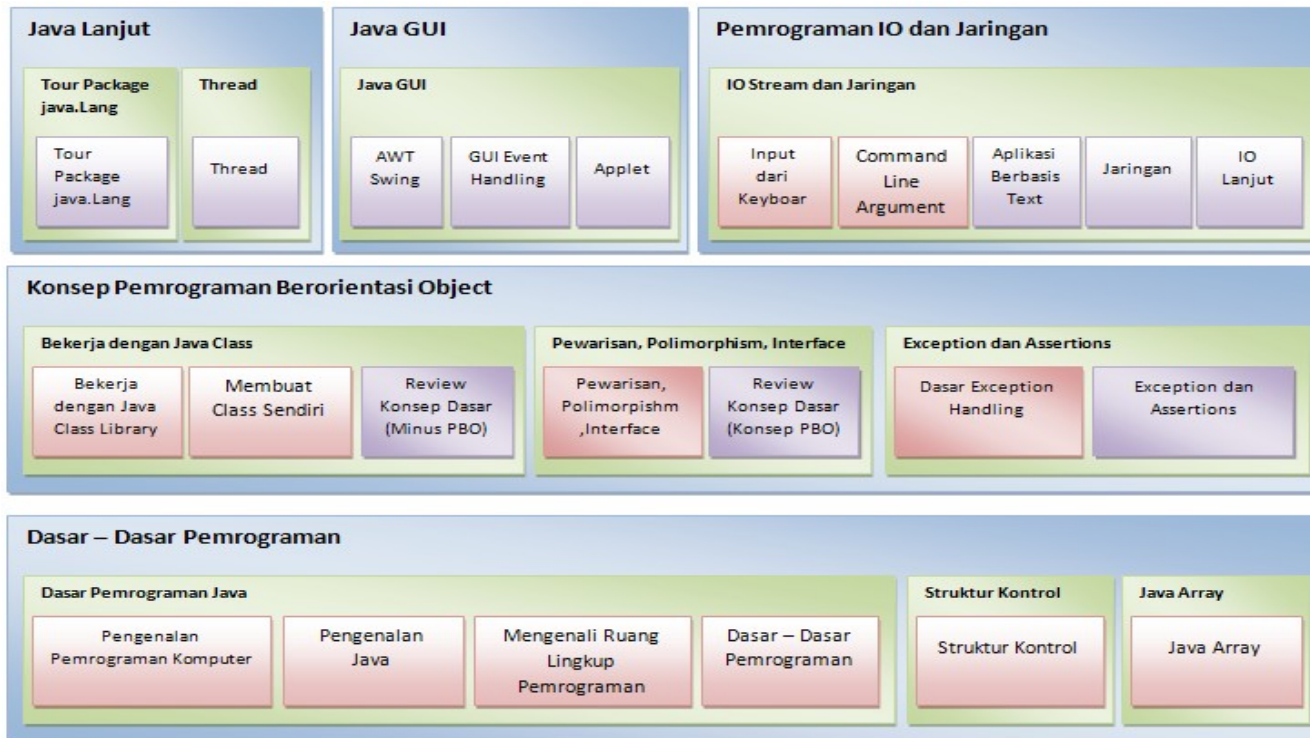 Java Lanjut
Tour Package
java.Lang
Tour
Package
java.Lang
Thread
Thread
Java GUI
Java GUI
AWT
Swing
GUI Event
Handling
Applet
Pemrograman IO dan Jaringan
IO Stream dan Jaringan
Input
dari
Keyboar
Command
Line
Argument
Aplikasi
Berbasis
Text
Jaringan
IO
Lanjut
Konsep Pemrograman Berorientasi Object
Bekerja dengan Java Class
Bekerja
dengan Java
Class Library
Membuat
Class Sendiri
Review
Konsep Dasar
(Minus PBO)
Pewarisan, Polimorphism, Interface
Pewarisan,
Polimorpishm
,Interface
Review
Konsep Dasar
(Konsep PBO)
Exception dan Assertions
Dasar Exception
Handling
Exception dan
Assertions
Dasar – Dasar Pemrograman
Dasar Pemrograman Java
Pengenalan
Pemrograman Komputer
Pengenalan
Java
Mengenali Ruang
Lingkup
Pemrograman
Dasar – Dasar
Pemrograman
Struktur Kontrol
Struktur Kontrol
Java Array
Java Array